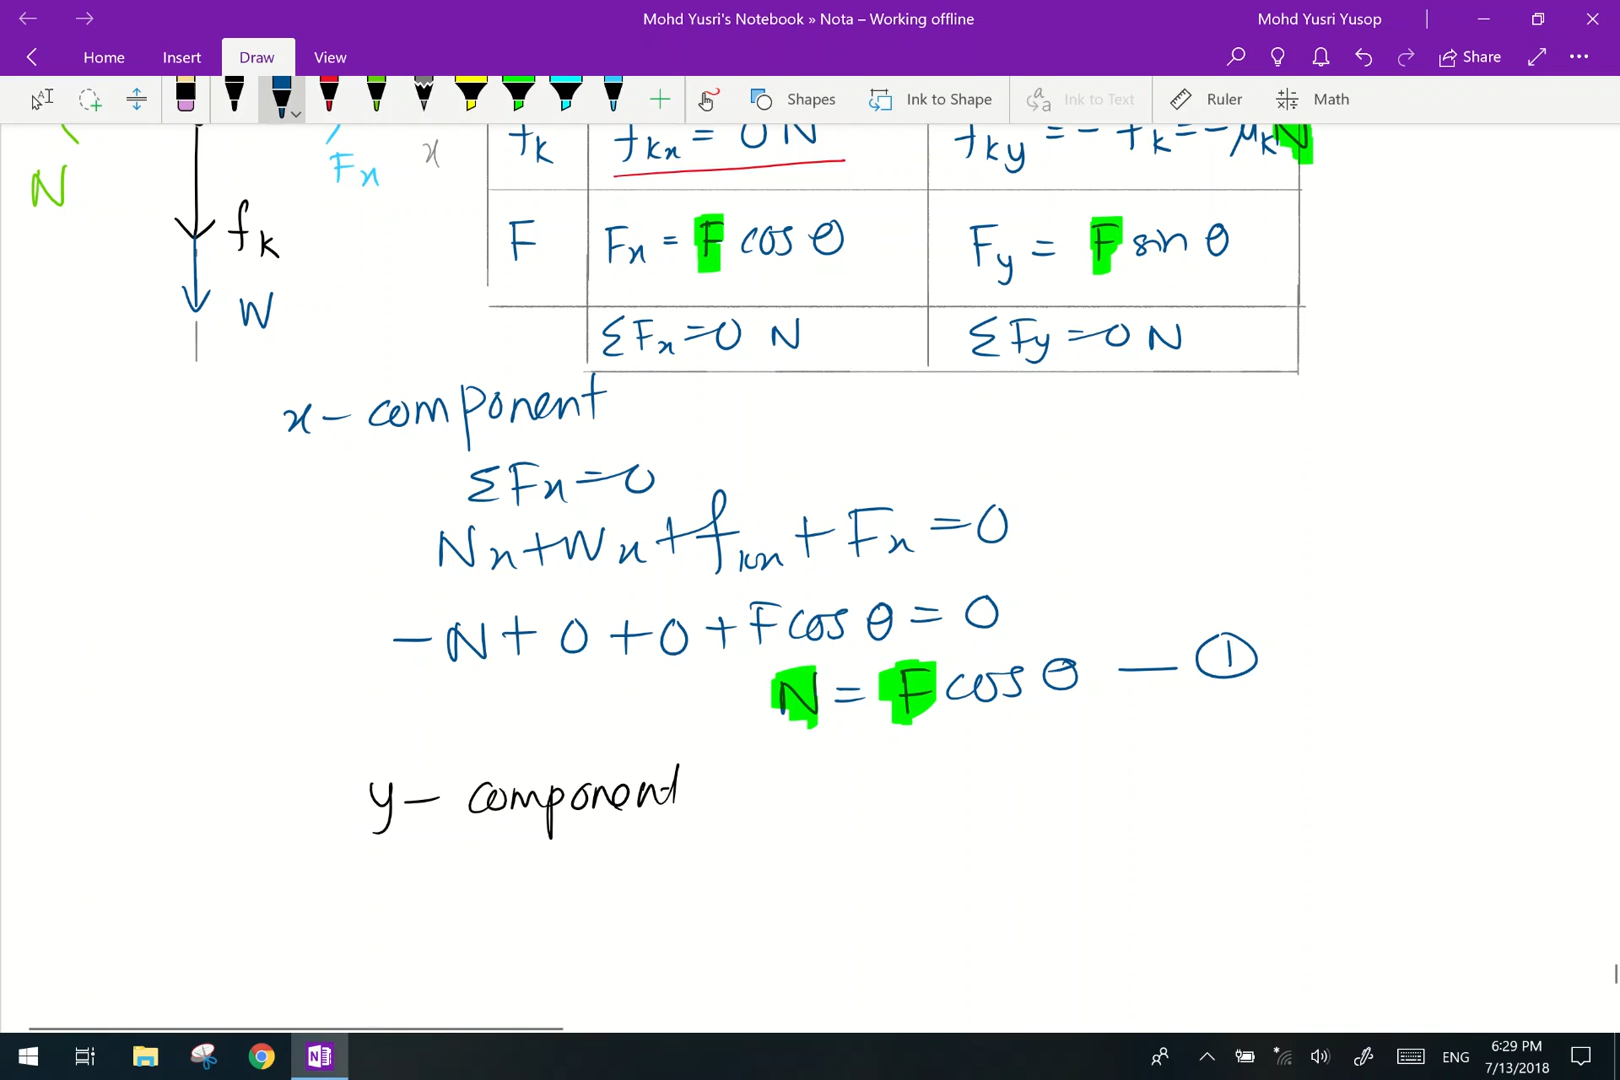 Mohd Yusri's Notebook » Nota – Working offline
Mohd Yusri Yusop
Home Insert Draw View
Share
Shapes Ink to Shape Ink to Text Ruler Math
fk fkx = 0 N fky = - fk = - μk N
N Fx x
fk
F Fx = F cos θ Fy = F sin θ
W
ΣFx = 0 N ΣFy = 0 N
x - component
ΣFx = 0
Nx + Wx + fkx + Fx = 0
- N + 0 + 0 + F cos θ = 0
N = F cos θ — ①
y - component
ENG
6:29 PM
7/13/2018